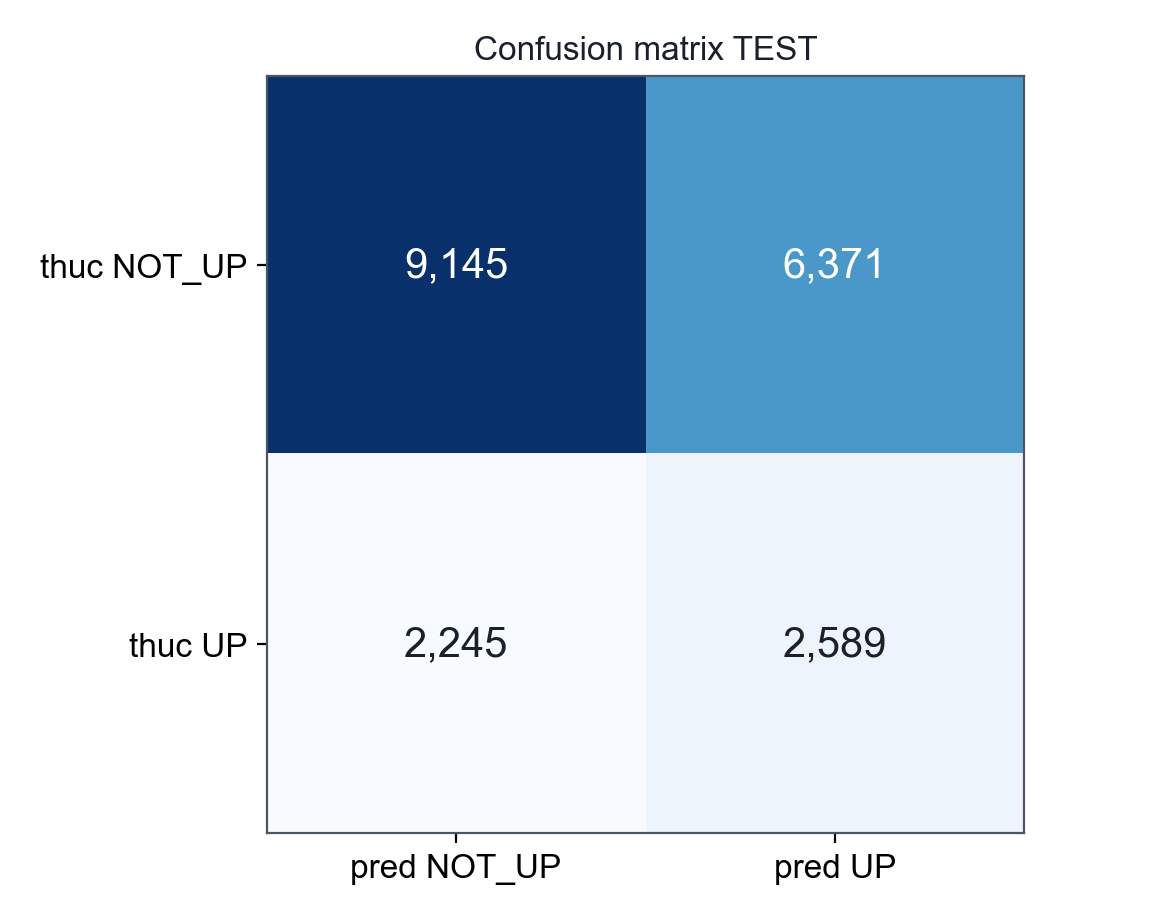 Confusion matrix TEST
thuc NOT_UP
9,145
6,371
thuc UP
2,245
2,589
pred NOT_UP
pred UP